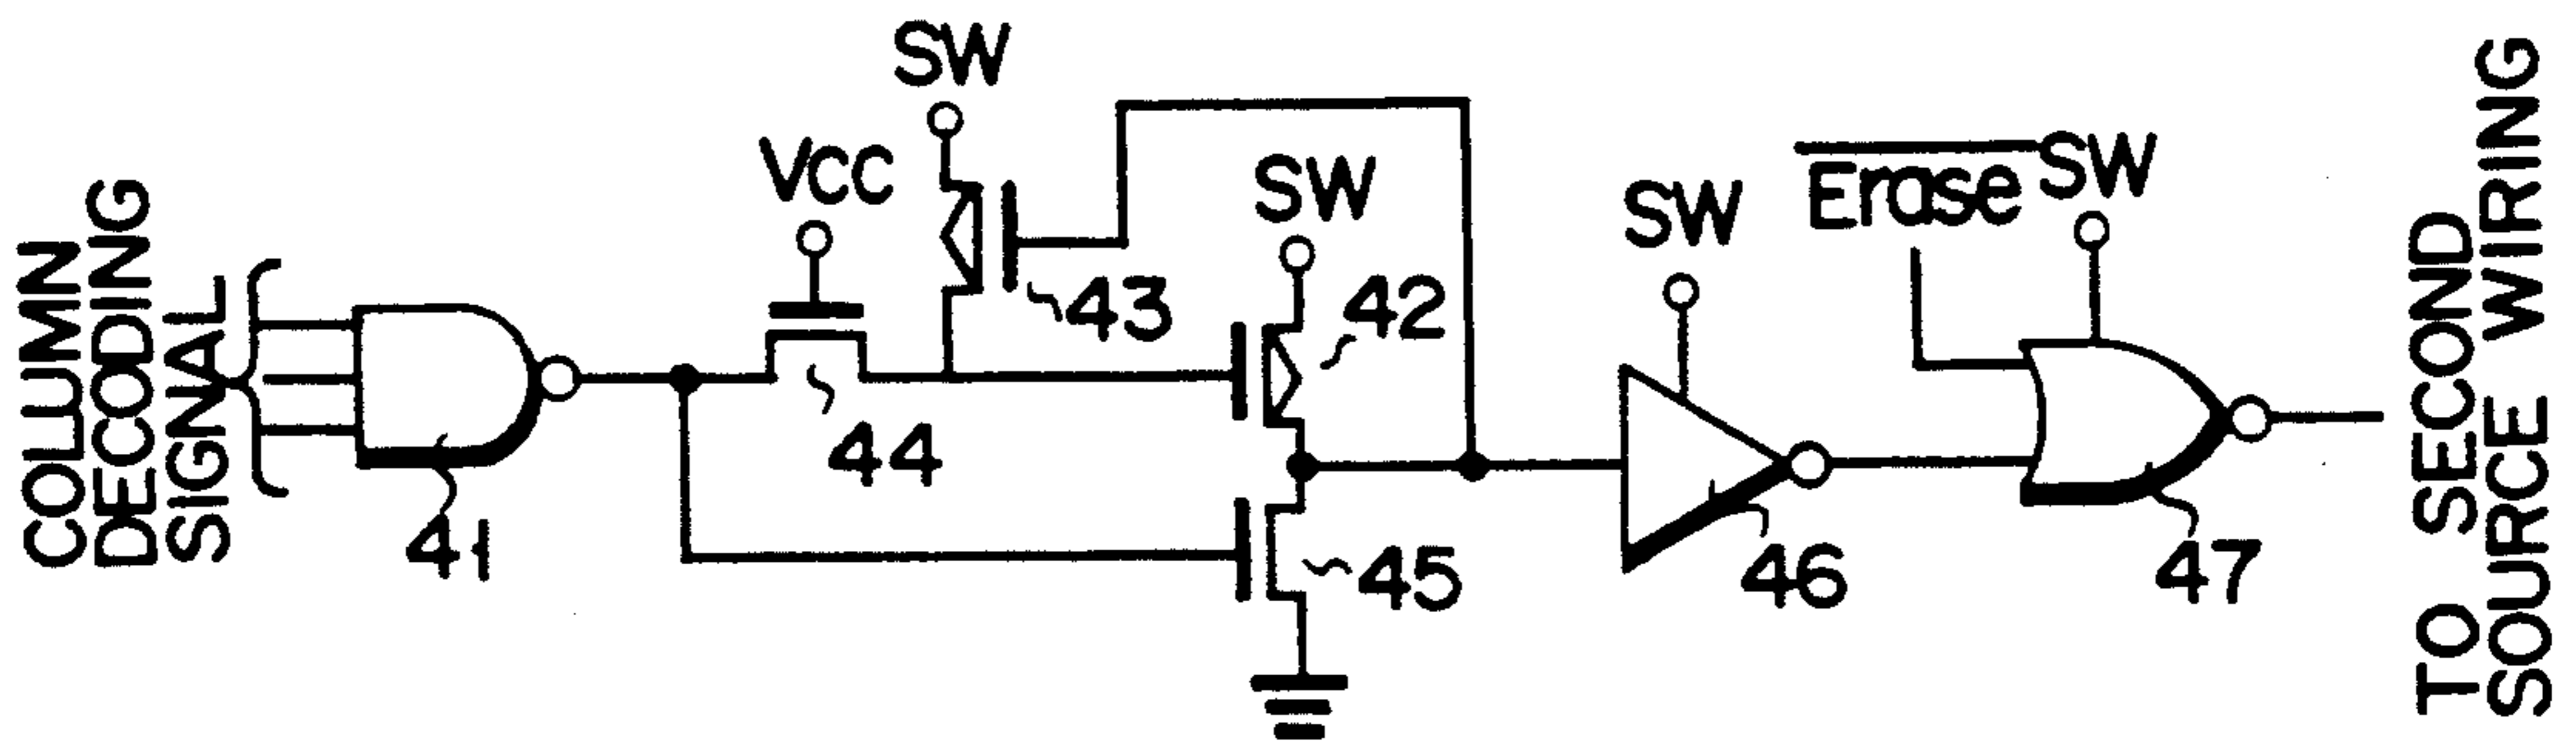 COLUMN
DECODING
SIGNAL
41
VCC
44
SW
43
SW
42
45
SW
46
Erase
SW
47
TO SECOND
SOURCE WIRING